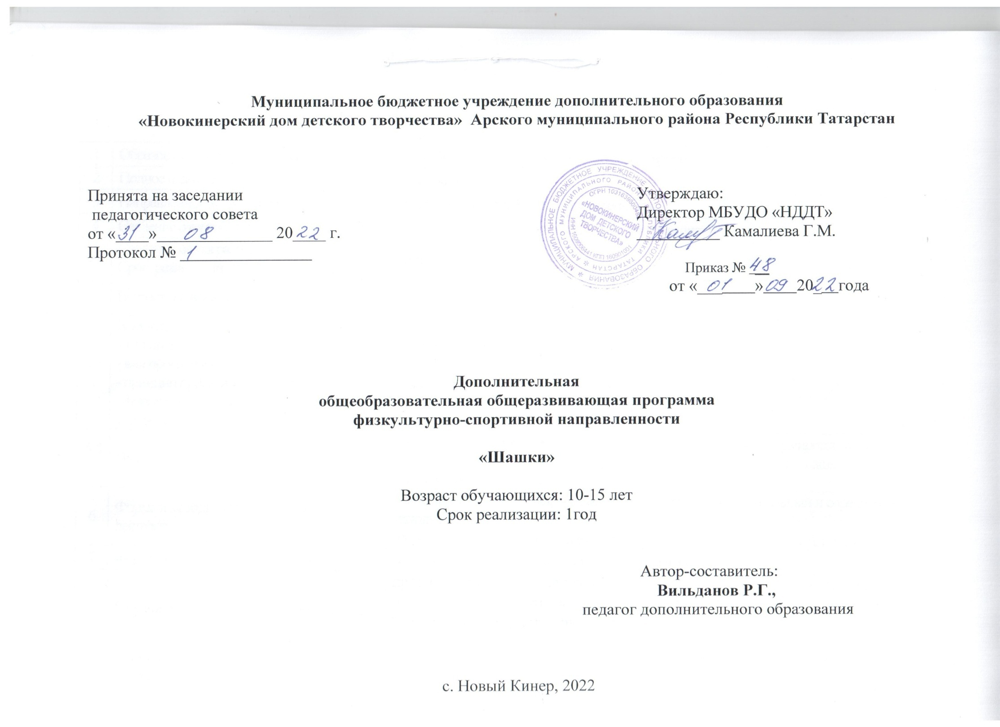 Муниципальное бюджетное учреждение дополнительного образования
«Новокинерский дом детского творчества» Арского муниципального района Республики Татарстан
Принята на заседании
педагогического совета
от «31» 08 2022 г.
Протокол № 1
Утверждаю:
Директор МБУДО «НДДТ»
Камалиева Г.М.
Приказ № 48
от «01» 09 2022 года
МУНИЦИПАЛЬНОЕ БЮДЖЕТНОЕ УЧРЕЖДЕНИЕ ДОПОЛНИТЕЛЬНОГО ОБРАЗОВАНИЯ
АРСКОГО МУНИЦИПАЛЬНОГО РАЙОНА РЕСПУБЛИКИ ТАТАРСТАН
ИНН 1609006441 КПП 160901001
«НОВОКИНЕРСКИЙ
ДОМ ДЕТСКОГО
ТВОРЧЕСТВА»
Дополнительная
общеобразовательная общеразвивающая программа
физкультурно-спортивной направленности
«Шашки»
Возраст обучающихся: 10-15 лет
Срок реализации: 1год
Автор-составитель:
Вильданов Р.Г.,
педагог дополнительного образования
с. Новый Кинер, 2022